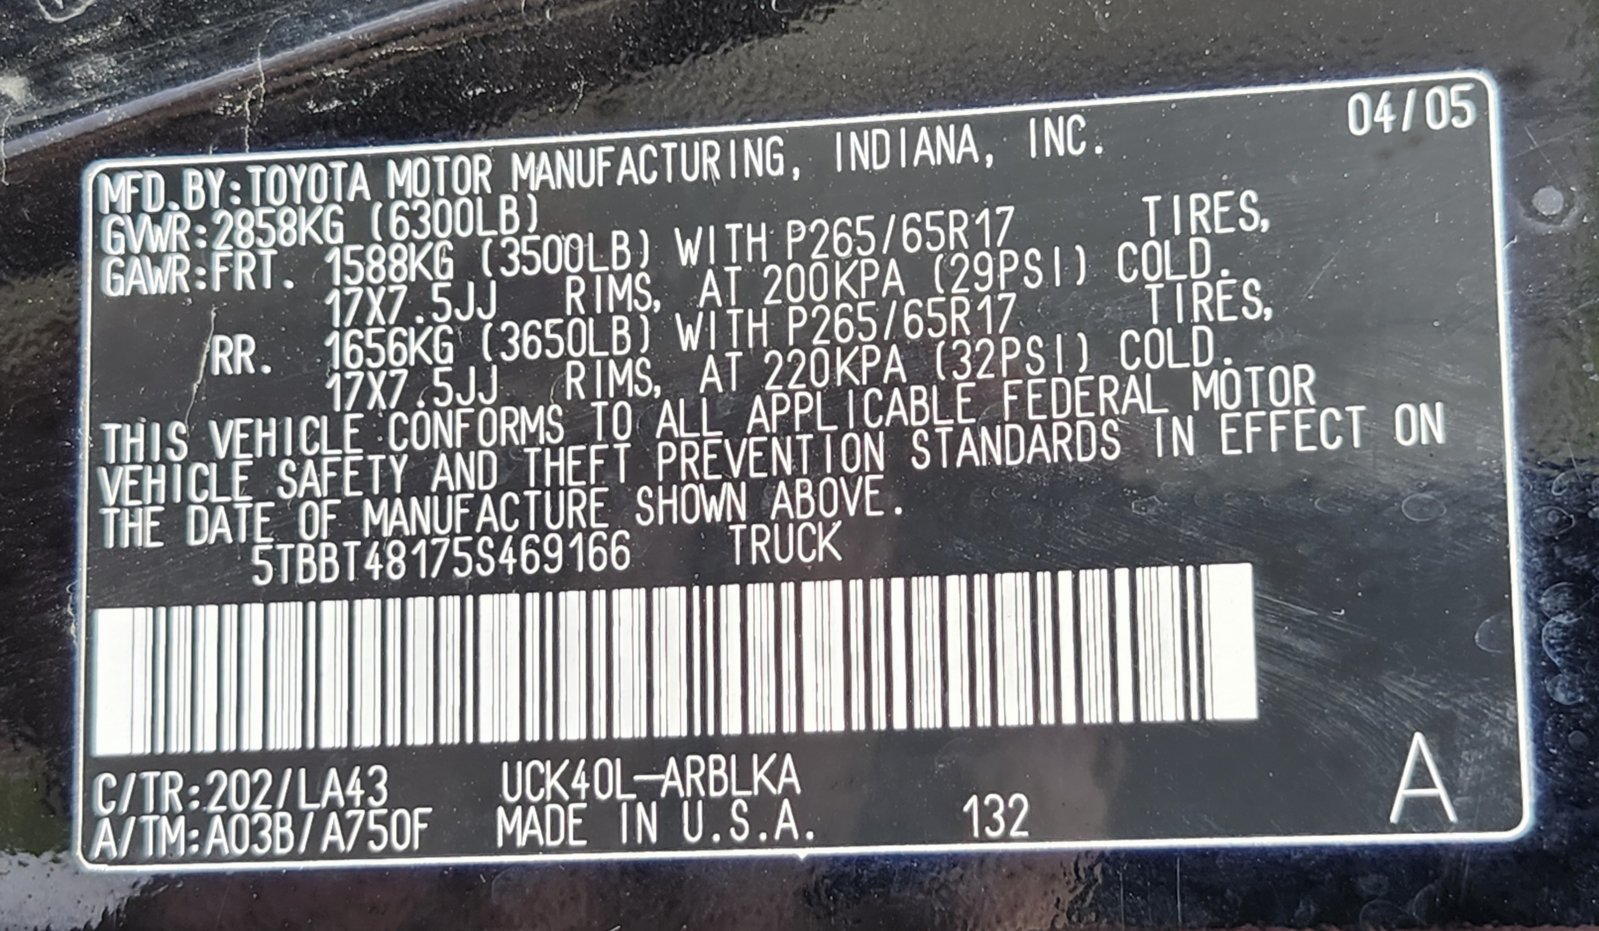 04/05
MFD.BY:TOYOTA MOTOR MANUFACTURING, INDIANA, INC.
GVWR:2858KG (6300LB)
GAWR:FRT. 1588KG (3500LB) WITH P265/65R17 TIRES,
17X7.5JJ RIMS, AT 200KPA (29PSI) COLD.
RR. 1656KG (3650LB) WITH P265/65R17 TIRES,
17X7.5JJ RIMS, AT 220KPA (32PSI) COLD.
THIS VEHICLE CONFORMS TO ALL APPLICABLE FEDERAL MOTOR
VEHICLE SAFETY AND THEFT PREVENTION STANDARDS IN EFFECT ON
THE DATE OF MANUFACTURE SHOWN ABOVE.
5TBBT48175S469166 TRUCK
C/TR:202/LA43 UCK40L-ARBLKA
A/TM:A03B/A750F MADE IN U.S.A. 132
A